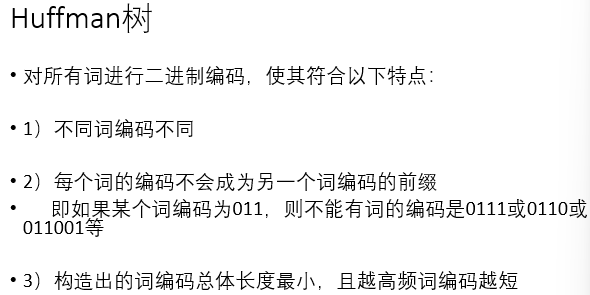 Huffman树
• 对所有词进行二进制编码，使其符合以下特点：
• 1）不同词编码不同
• 2）每个词的编码不会成为另一个词编码的前缀
• 即如果某个词编码为011，则不能有词的编码是0111或0110或
011001等
• 3）构造出的词编码总体长度最小，且越高频词编码越短